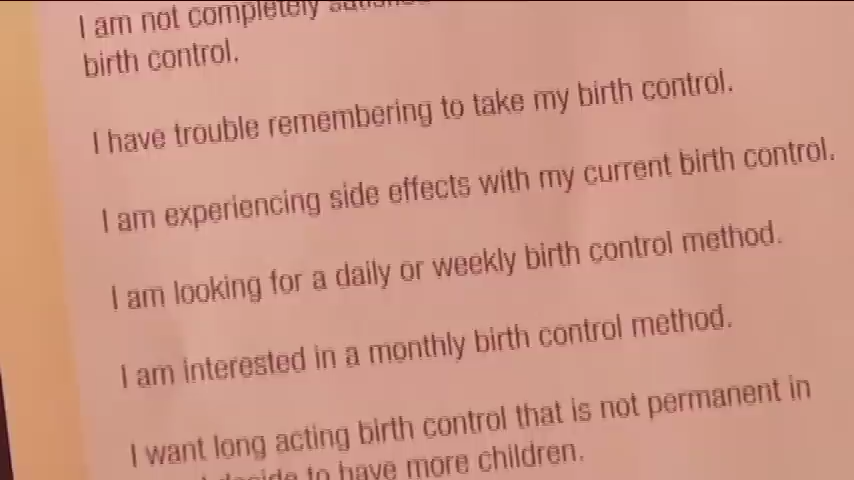 I am not completely
birth control.
I have trouble remembering to take my birth control.
I am experiencing side effects with my current birth control.
I am looking for a daily or weekly birth control method.
I am interested in a monthly birth control method.
I want long acting birth control that is not permanent in
decide to have more children.